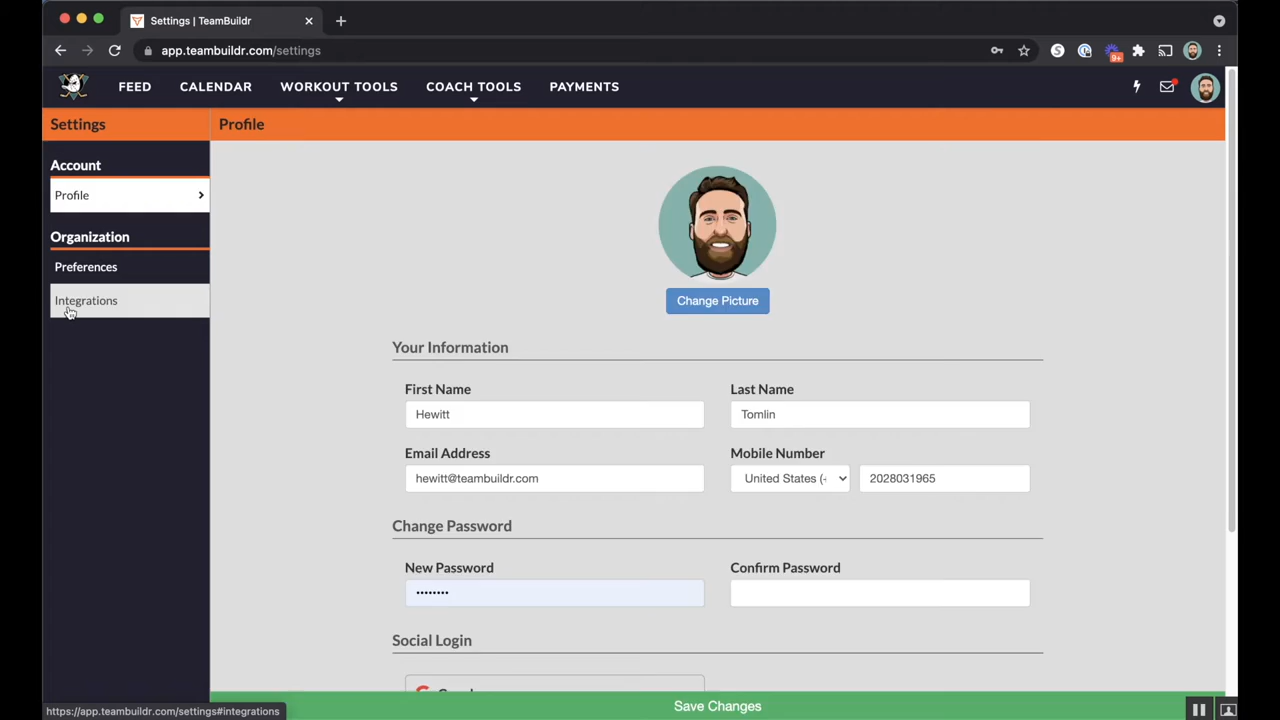 Settings | TeamBuildr
app.teambuildr.com/settings
9+
FEED CALENDAR WORKOUT TOOLS COACH TOOLS PAYMENTS
Settings Profile
Account
Profile
Organization
Preferences
Integrations
Change Picture
Your Information
First Name Last Name
Hewitt Tomlin
Email Address Mobile Number
hewitt@teambuildr.com United States (+ 2028031965
Change Password
New Password Confirm Password
••••••••
Social Login
Save Changes
https://app.teambuildr.com/settings#integrations